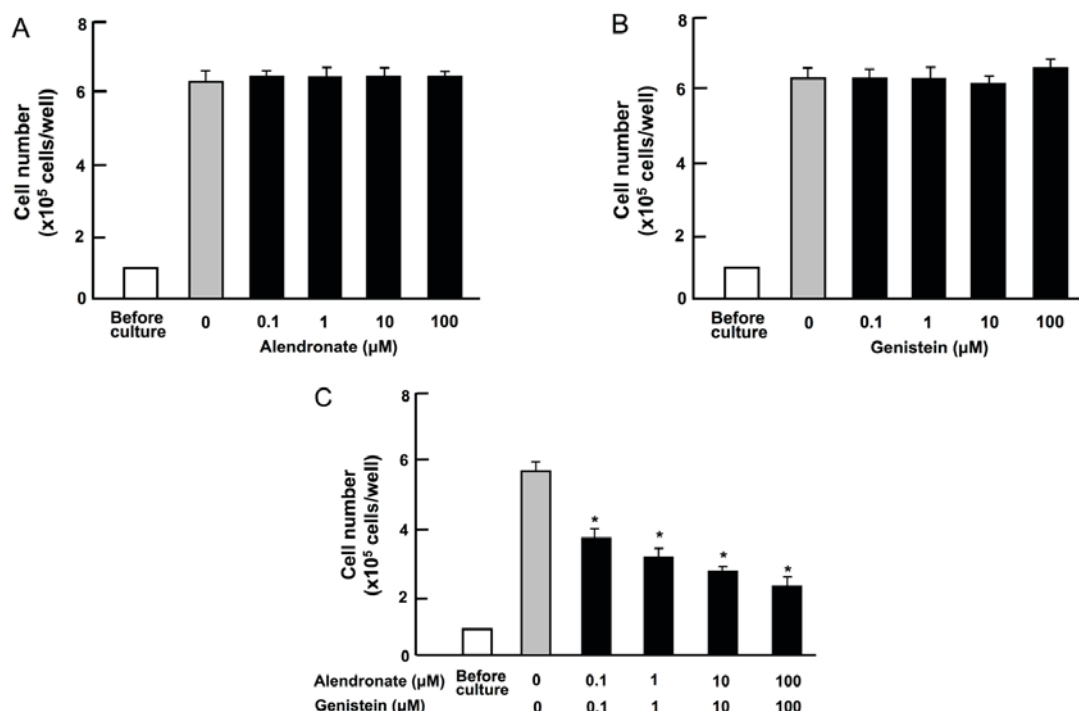 A
Cell number
(x10⁵ cells/well)
8
6
4
2
0
Before
culture
0 0.1 1 10 100
Alendronate (µM)
B
Cell number
(x10⁵ cells/well)
8
6
4
2
0
Before
culture
0 0.1 1 10 100
Genistein (µM)
C
Cell number
(x10⁵ cells/well)
8
6
4
2
0
* * * *
Before
culture
Alendronate (µM) 0 0.1 1 10 100
Genistein (µM) 0 0.1 1 10 100